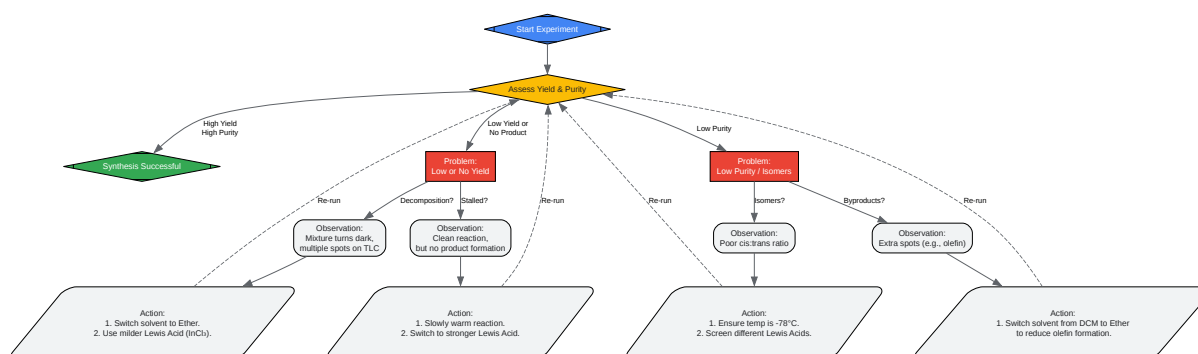 Start Experiment
Assess Yield & Purity
High Yield
High Purity
Low Yield or
No Product
Low Purity
Synthesis Successful
Problem:
Low or No Yield
Problem:
Low Purity / Isomers
Re-run
Decomposition?
Stalled?
Re-run
Re-run
Isomers?
Byproducts?
Re-run
Observation:
Mixture turns dark,
multiple spots on TLC
Observation:
Clean reaction,
but no product formation
Observation:
Poor cis:trans ratio
Observation:
Extra spots (e.g., olefin)
Action:
1. Switch solvent to Ether.
2. Use milder Lewis Acid (InCl₃).
Action:
1. Slowly warm reaction.
2. Switch to stronger Lewis Acid.
Action:
1. Ensure temp is -78°C.
2. Screen different Lewis Acids.
Action:
1. Switch solvent from DCM to Ether
to reduce olefin formation.